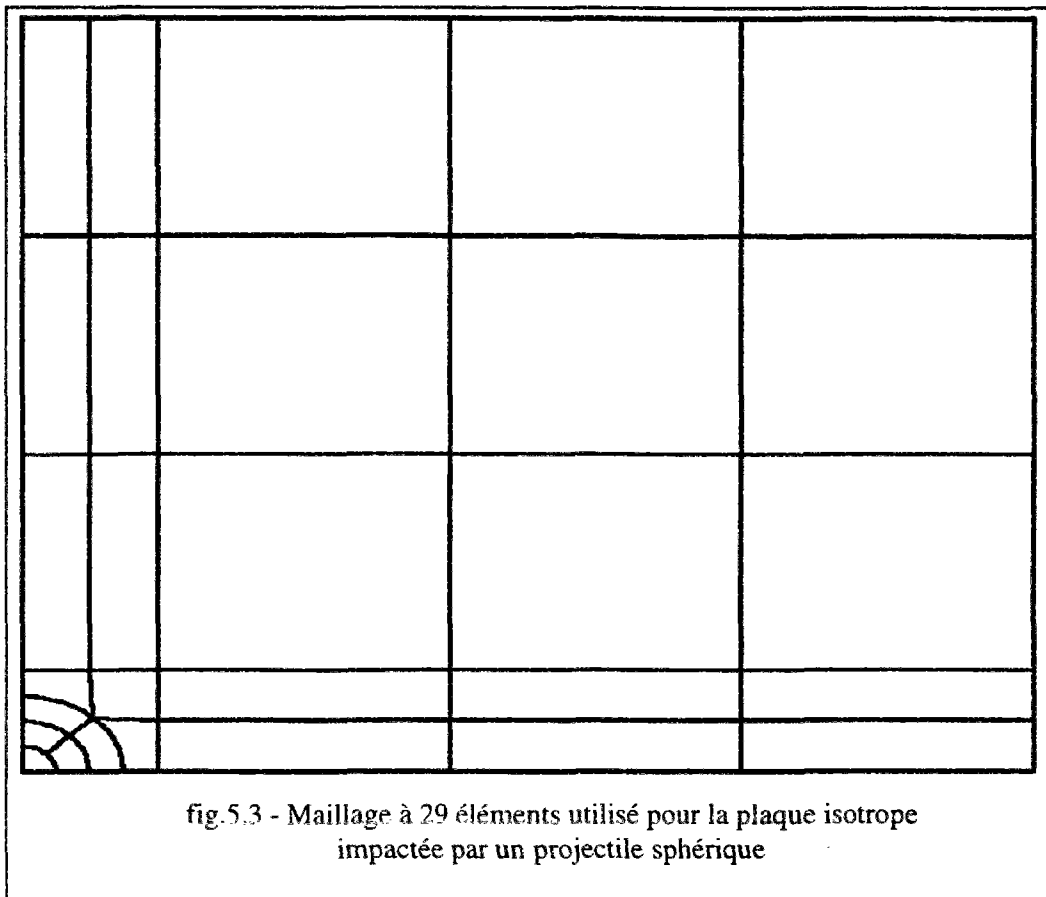 fig.5.3 - Maillage à 29 éléments utilisé pour la plaque isotrope
impactée par un projectile sphérique